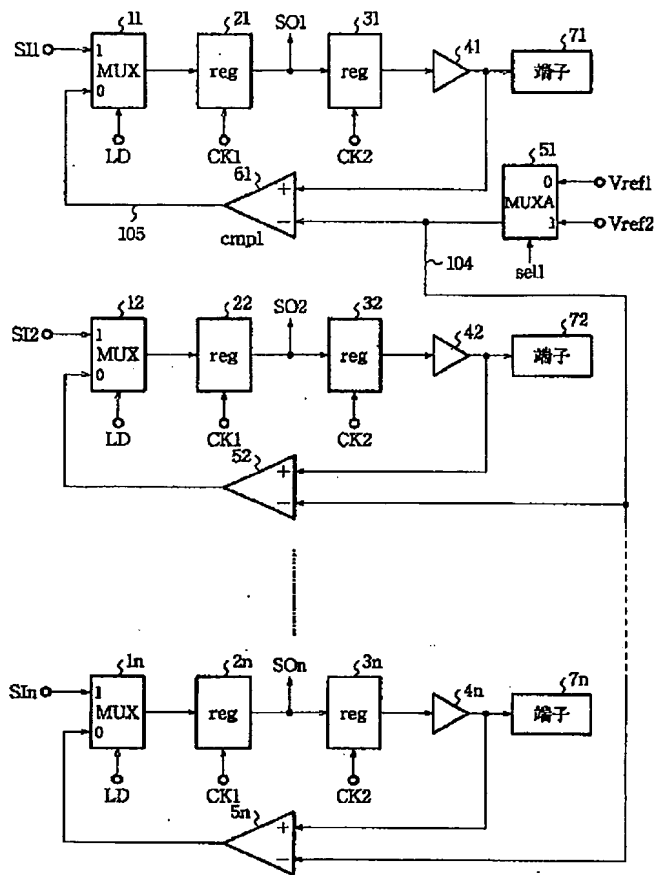 11 21 SO1 31 41 71
SI1 1 MUX 0 reg reg 端子
LD CK1 CK2
61 51
+ 0 MUXA 1 Vref1
− Vref2
105 cmp1 104 sel1
12 22 SO2 32 42 72
SI2 1 MUX 0 reg reg 端子
LD CK1 CK2
52
+
−
1n 2n SOn 3n 4n 7n
SIn 1 MUX 0 reg reg 端子
LD CK1 CK2
5n
+
−